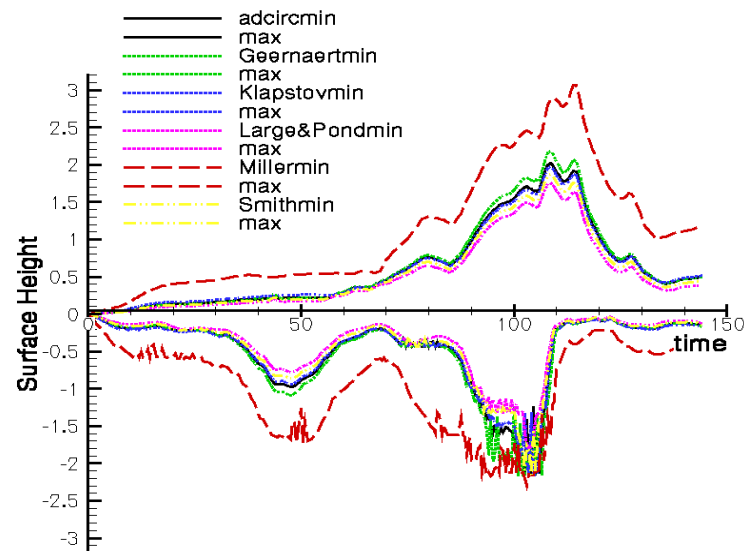 adcircmin
max
Geernaertmin
max
Klapstovmin
max
Large&Pondmin
max
Millermin
max
Smithmin
max
3
2.5
2
1.5
1
0.5
0
-0.5
-1
-1.5
-2
-2.5
-3
Surface Height
0 50 100 150
time